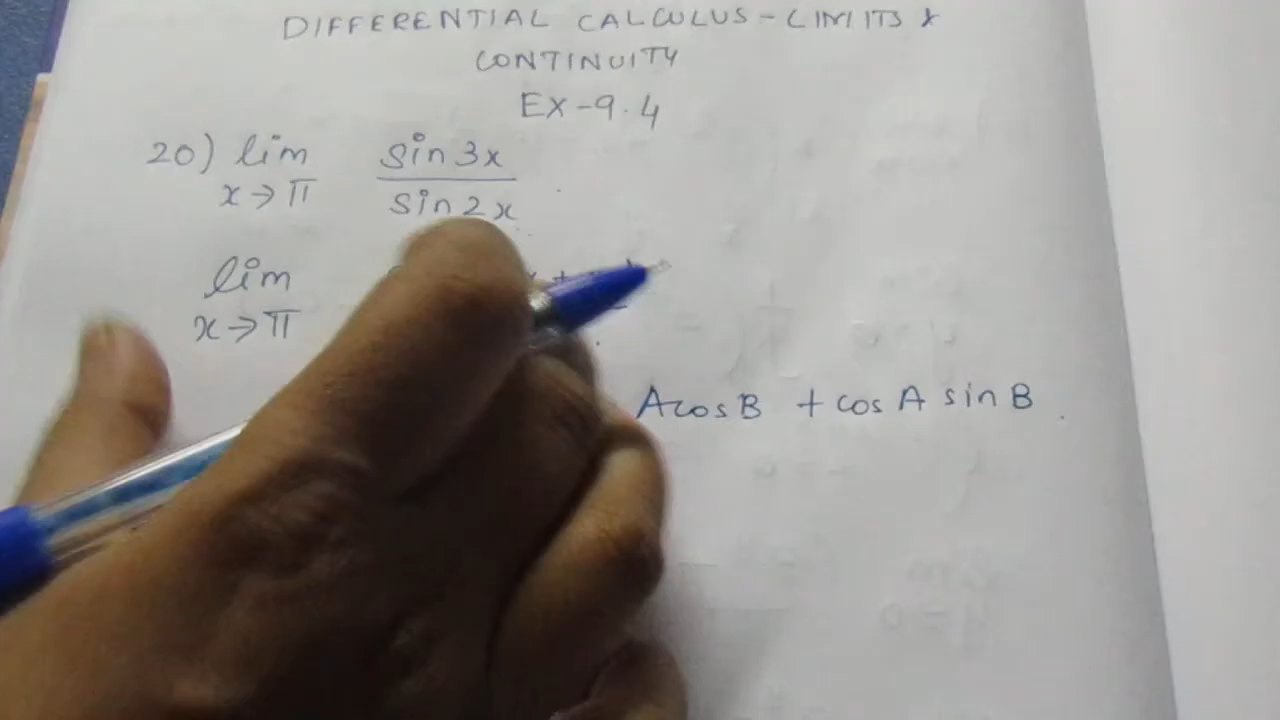 DIFFERENTIAL CALCULUS - LIMITS &
CONTINUITY
EX-9.4
20) lim sin 3x
x→π sin 2x
lim
x→π
A cos B + cos A sin B